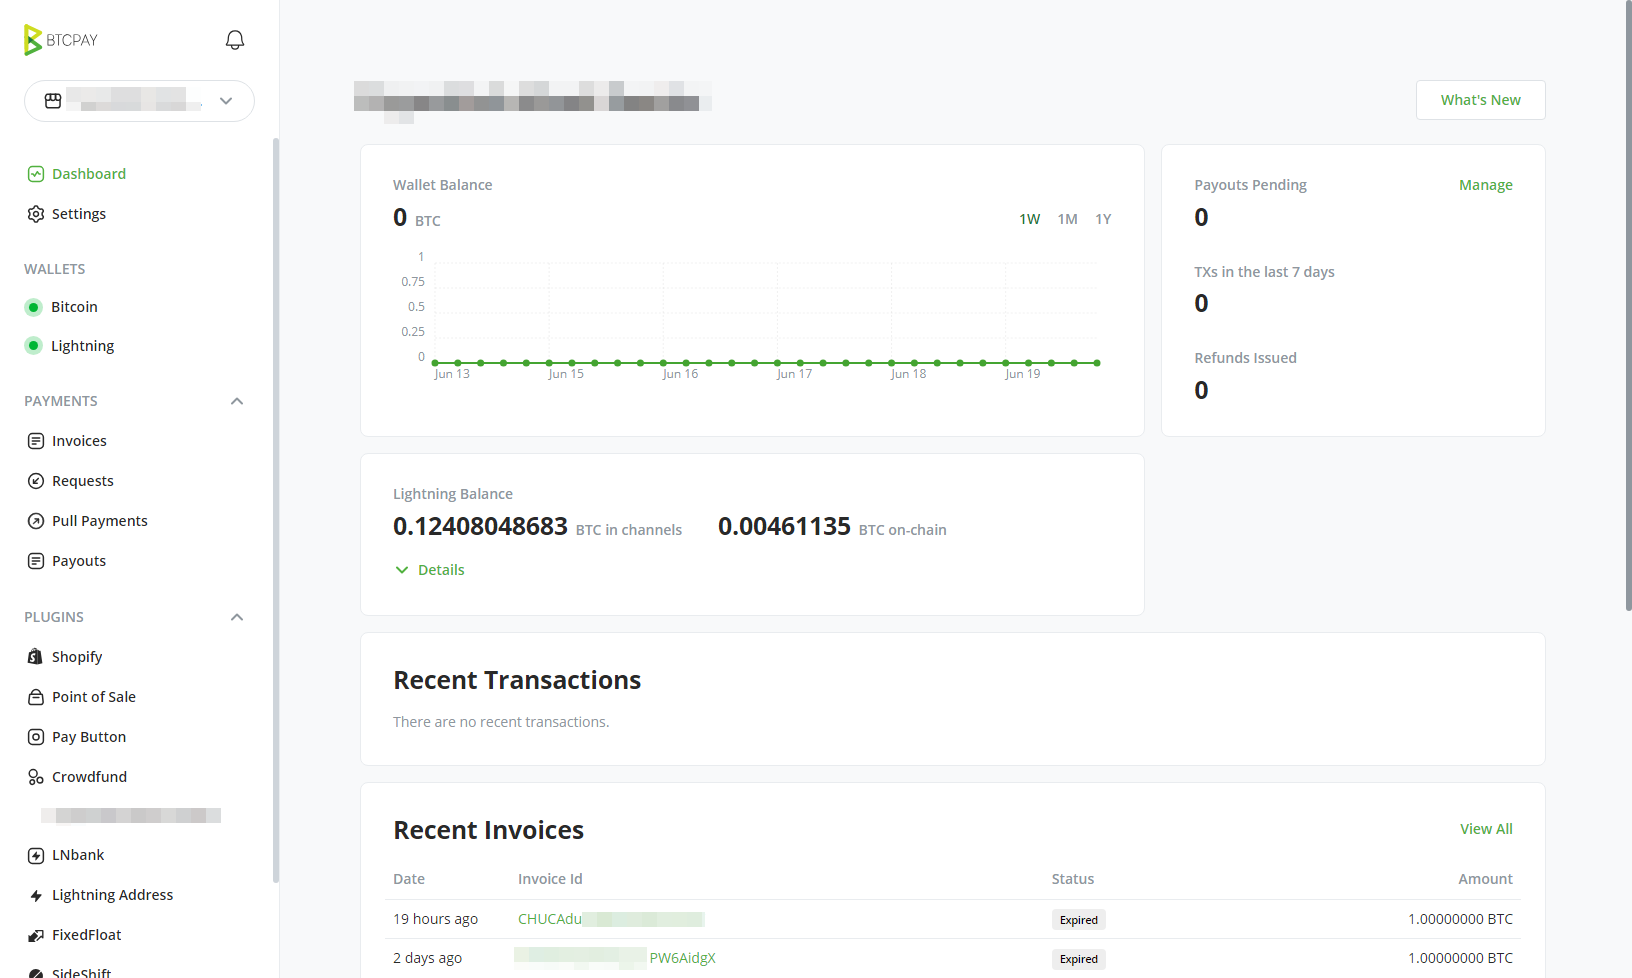 BTCPAY
Dashboard
Settings
WALLETS
Bitcoin
Lightning
PAYMENTS
Invoices
Requests
Pull Payments
Payouts
PLUGINS
Shopify
Point of Sale
Pay Button
Crowdfund
LNbank
Lightning Address
FixedFloat
SideShift
What's New
Wallet Balance
0 BTC
1W 1M 1Y
1
0.75
0.5
0.25
0
Jun 13 Jun 15 Jun 16 Jun 17 Jun 18 Jun 19
Payouts Pending Manage
0
TXs in the last 7 days
0
Refunds Issued
0
Lightning Balance
0.12408048683 BTC in channels 0.00461135 BTC on-chain
Details
Recent Transactions
There are no recent transactions.
Recent Invoices View All
Date Invoice Id Status Amount
19 hours ago CHUCAdu Expired 1.00000000 BTC
2 days ago PW6AidgX Expired 1.00000000 BTC